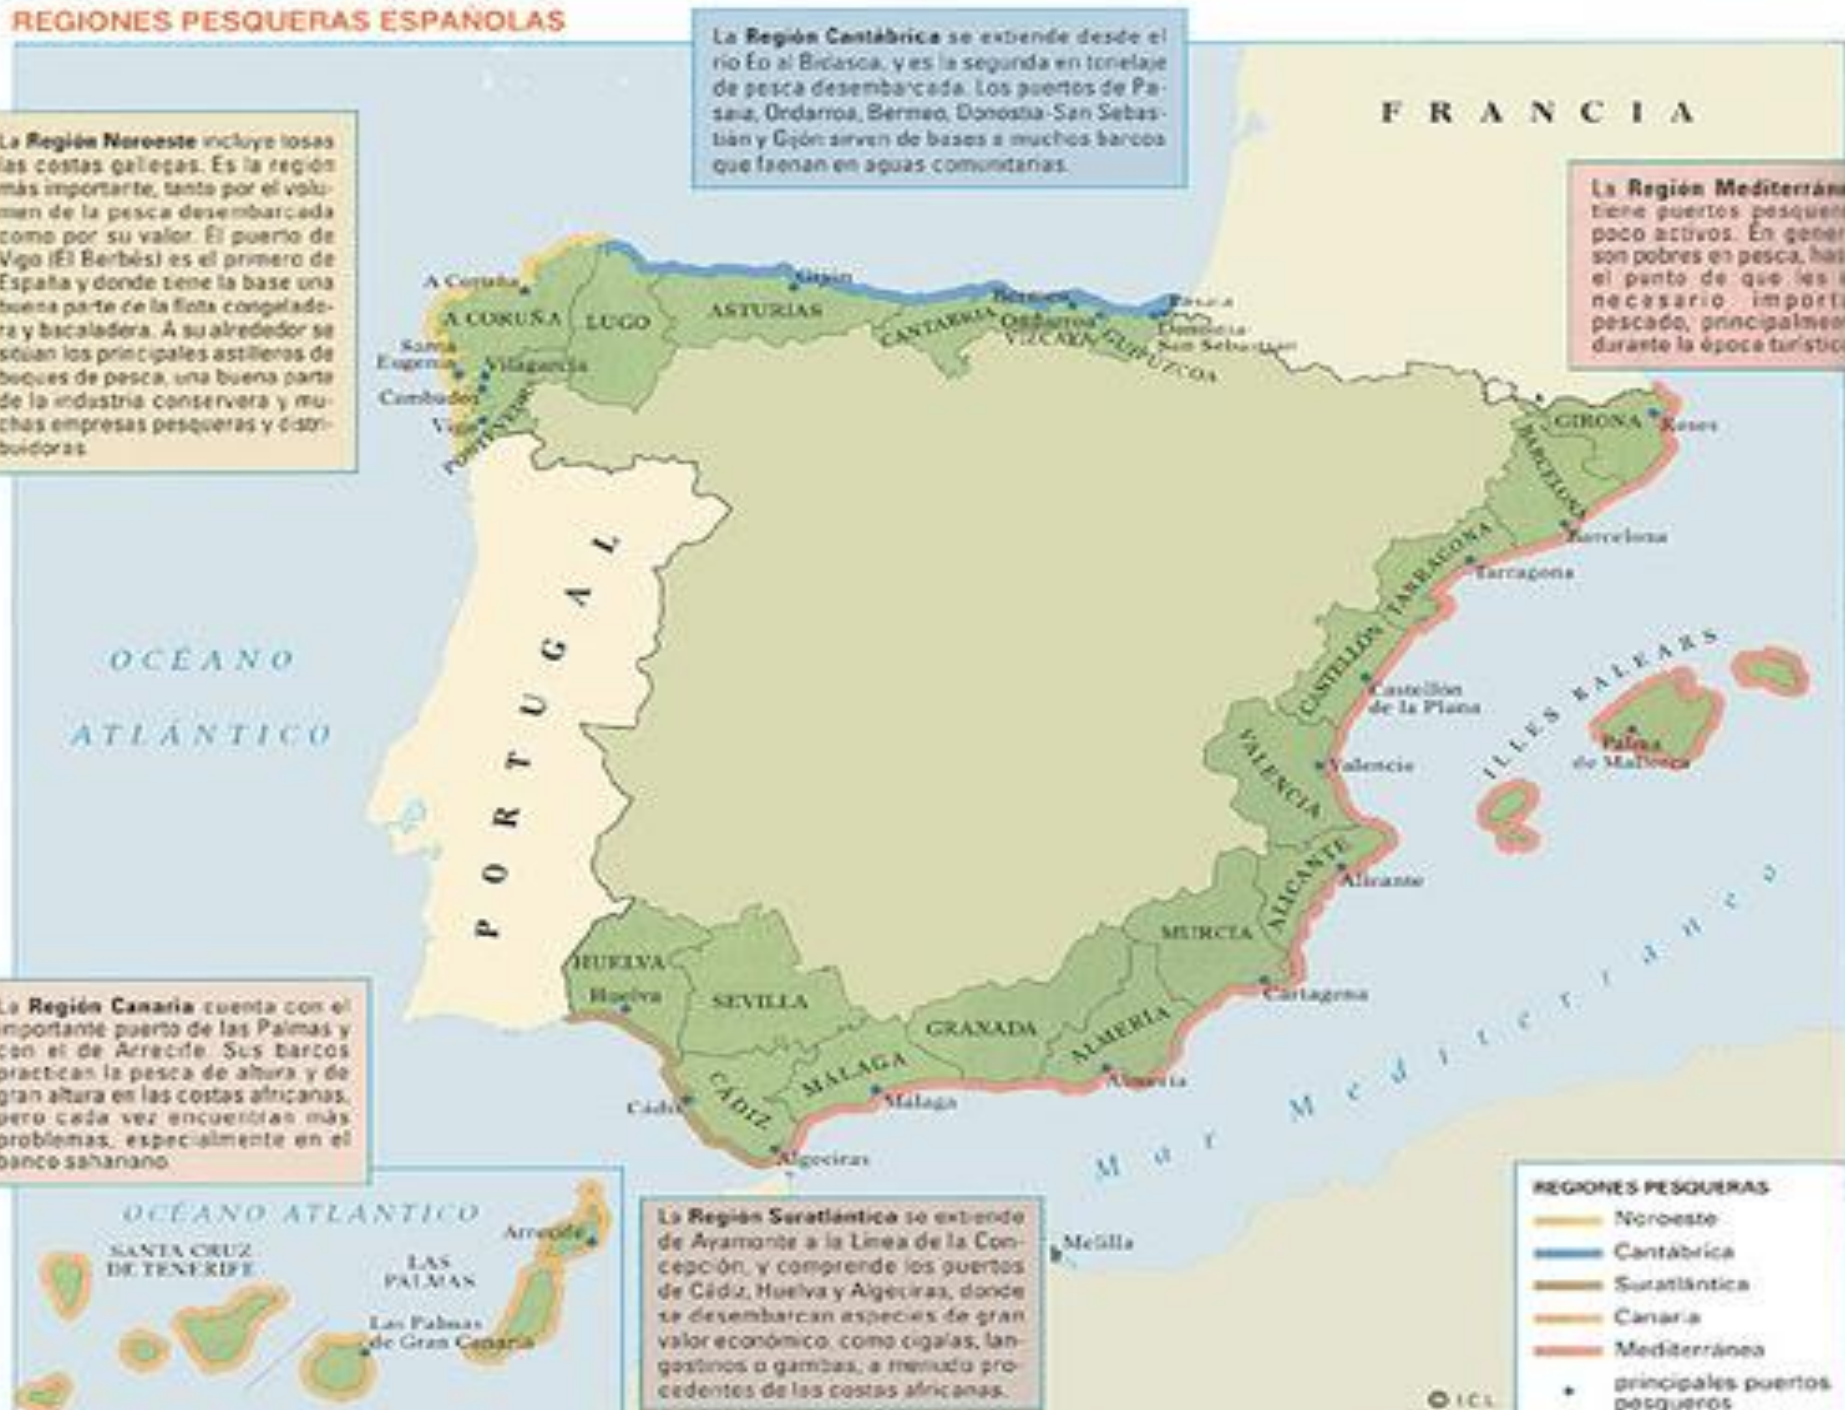 REGIONES PESQUERAS ESPAÑOLAS
La Región Cantábrica se extiende desde el
río Eo al Bidasoa, y es la segunda en tonelaje
de pesca desembarcada. Los puertos de Pa-
saia, Ondarroa, Bermeo, Donostia-San Sebas-
tián y Gijón sirven de bases a muchos barcos
que faenan en aguas comunitarias.
La Región Noroeste incluye tosas
las costas gallegas. Es la región
más importante, tanto por el volu-
men de la pesca desembarcada
como por su valor. El puerto de
Vigo (El Berbés) es el primero de
España y donde tiene la base una
buena parte de la flota congelado-
ra y bacaladera. A su alrededor se
sitúan los principales astilleros de
buques de pesca, una buena parte
de la industria conservera y mu-
chas empresas pesqueras y distri-
buidoras.
FRANCIA
La Región Mediterráne
tiene puertos pesquer
poco activos. En gener
son pobres en pesca, has
el punto de que les
necesario import
pescado, principalmen
durante la época turístic
A Coruña
A CORUÑA
LUGO
Gijón
ASTURIAS
CANTABRIA
Bermeo
Ondarroa
VIZCAYA
GUIPUZCOA
Pasaia
Donostia
San Sebastián
Santa
Eugenia
Vilagarcía
Cambados
Vigo
PONTEVEDRA
GIRONA
Roses
BARCELONA
Barcelona
TARRAGONA
Tarragona
CASTELLÓN
Castellón
de la Plana
ILLES BALEARS
Palma
de Mallorca
VALENCIA
Valencia
ALICANTE
Alicante
MURCIA
Cartagena
PORTUGAL
OCÉANO
ATLÁNTICO
Mar Mediterráneo
HUELVA
Huelva
SEVILLA
GRANADA
ALMERÍA
Almería
MÁLAGA
Málaga
CÁDIZ
Cádiz
Algeciras
Melilla
La Región Canaria cuenta con el
importante puerto de las Palmas y
con el de Arrecife. Sus barcos
practican la pesca de altura y de
gran altura en las costas africanas,
pero cada vez encuentran más
problemas, especialmente en el
banco sahariano.
OCÉANO ATLÁNTICO
SANTA CRUZ
DE TENERIFE
LAS
PALMAS
Arrecife
Las Palmas
de Gran Canaria
La Región Suratlántica se extiende
de Ayamonte a la Línea de la Con-
cepción, y comprende los puertos
de Cádiz, Huelva y Algeciras, donde
se desembarcan especies de gran
valor económico, como cigalas, lan-
gostinos o gambas, a menudo pro-
cedentes de las costas africanas.
REGIONES PESQUERAS
Noroeste
Cantábrica
Suratlántica
Canaria
Mediterránea
principales puertos
pesqueros
© I.C.L.